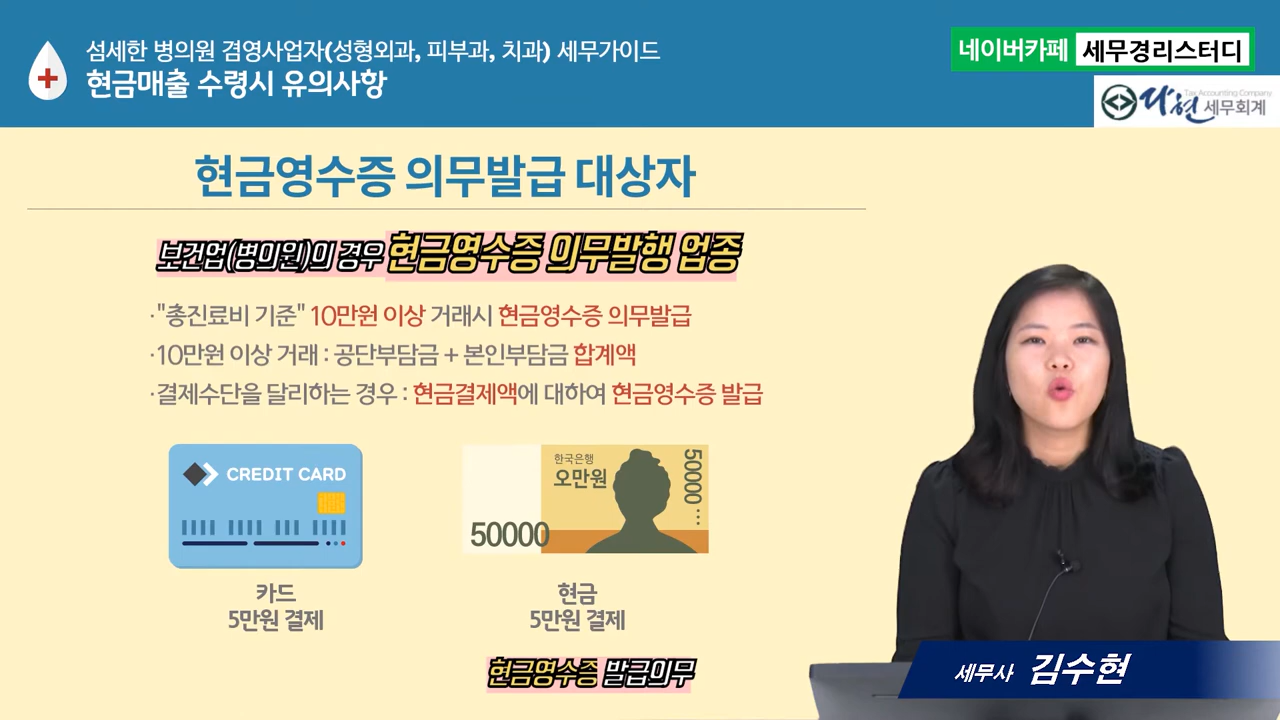 섬세한 병의원 겸영사업자(성형외과, 피부과, 치과) 세무가이드
현금매출 수령시 유의사항
네이버카페 세무경리스터디
Tax Accounting Company
다현 세무회계
현금영수증 의무발급 대상자
보건업(병의원)의 경우 현금영수증 의무발행 업종
·"총진료비 기준" 10만원 이상 거래시 현금영수증 의무발급
·10만원 이상 거래 : 공단부담금 + 본인부담금 합계액
·결제수단을 달리하는 경우 : 현금결제액에 대하여 현금영수증 발급
CREDIT CARD
한국은행
오만원
50000
50000
카드
5만원 결제
현금
5만원 결제
현금영수증 발급의무
세무사 김수현